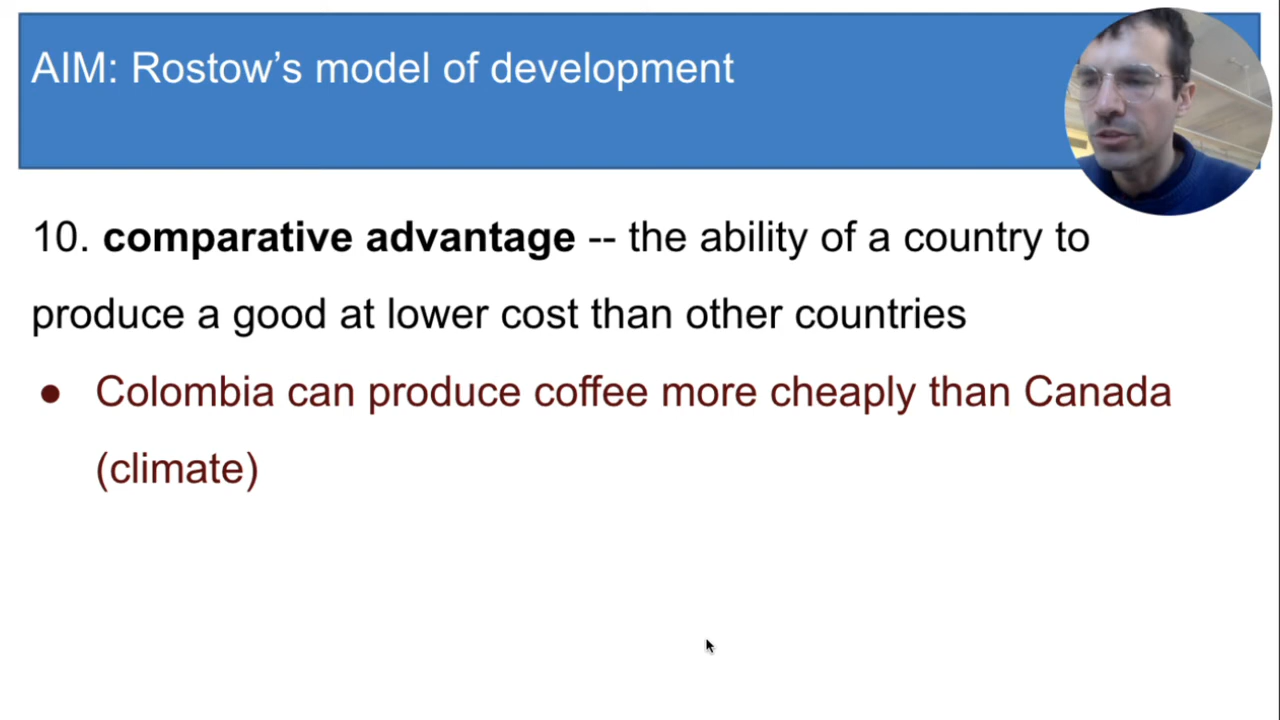 AIM: Rostow’s model of development
10. comparative advantage -- the ability of a country to
produce a good at lower cost than other countries
● Colombia can produce coffee more cheaply than Canada
(climate)